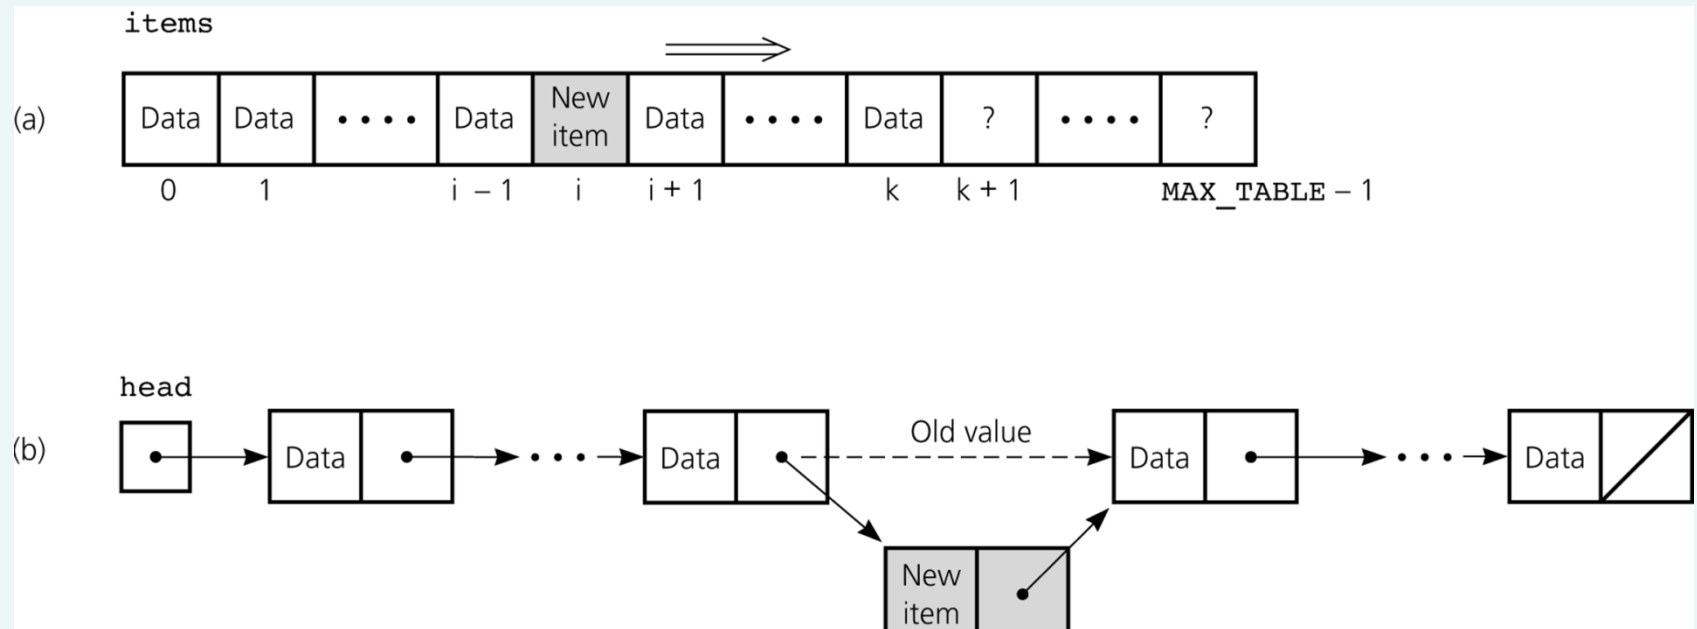 items
(a) Data Data •••• Data New item Data •••• Data ? •••• ?
0 1 i – 1 i i + 1 k k + 1 MAX_TABLE – 1
head
(b) Data ••• Data Old value Data ••• Data
New
item